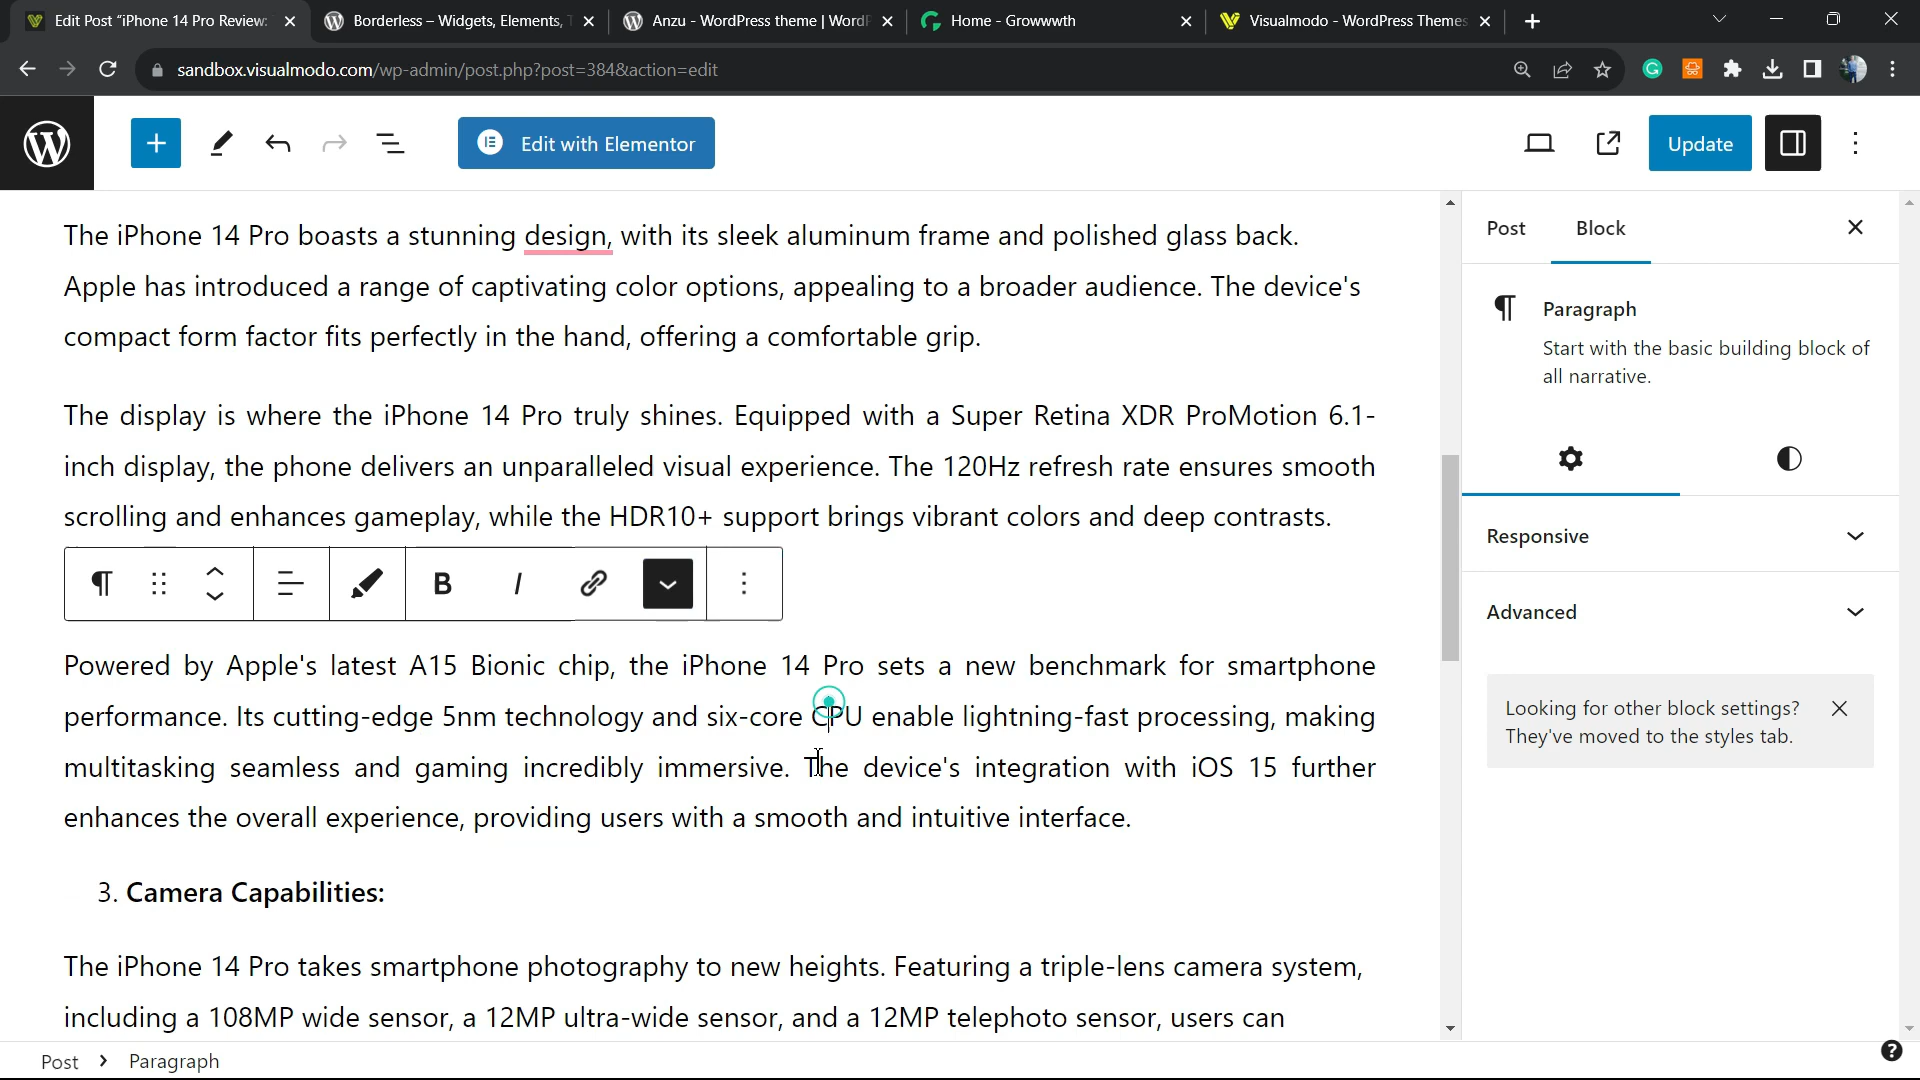 Edit Post “iPhone 14 Pro Review:
Borderless – Widgets, Elements, T
Anzu - WordPress theme | WordP
Home - Growwwth
Visualmodo - WordPress Themes
sandbox.visualmodo.com/wp-admin/post.php?post=384&action=edit
Edit with Elementor
Update
The iPhone 14 Pro boasts a stunning design, with its sleek aluminum frame and polished glass back.
Apple has introduced a range of captivating color options, appealing to a broader audience. The device's
compact form factor fits perfectly in the hand, offering a comfortable grip.
The display is where the iPhone 14 Pro truly shines. Equipped with a Super Retina XDR ProMotion 6.1-
inch display, the phone delivers an unparalleled visual experience. The 120Hz refresh rate ensures smooth
scrolling and enhances gameplay, while the HDR10+ support brings vibrant colors and deep contrasts.
B I
Powered by Apple's latest A15 Bionic chip, the iPhone 14 Pro sets a new benchmark for smartphone
performance. Its cutting-edge 5nm technology and six-core CPU enable lightning-fast processing, making
multitasking seamless and gaming incredibly immersive. The device's integration with iOS 15 further
enhances the overall experience, providing users with a smooth and intuitive interface.
3. Camera Capabilities:
The iPhone 14 Pro takes smartphone photography to new heights. Featuring a triple-lens camera system,
including a 108MP wide sensor, a 12MP ultra-wide sensor, and a 12MP telephoto sensor, users can
Post Block
Paragraph
Start with the basic building block of
all narrative.
Responsive
Advanced
Looking for other block settings?
They've moved to the styles tab.
Post › Paragraph